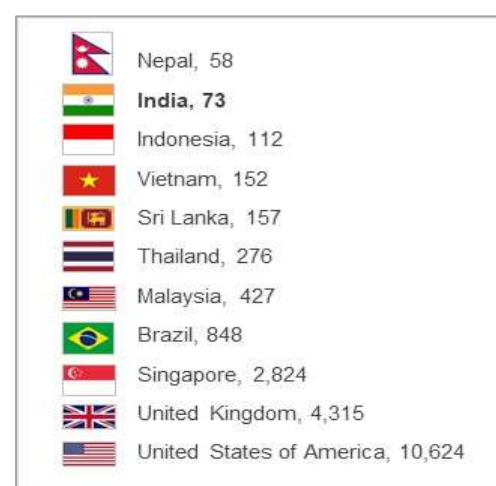 Nepal, 58
India, 73
Indonesia, 112
Vietnam, 152
Sri Lanka, 157
Thailand, 276
Malaysia, 427
Brazil, 848
Singapore, 2,824
United Kingdom, 4,315
United States of America, 10,624